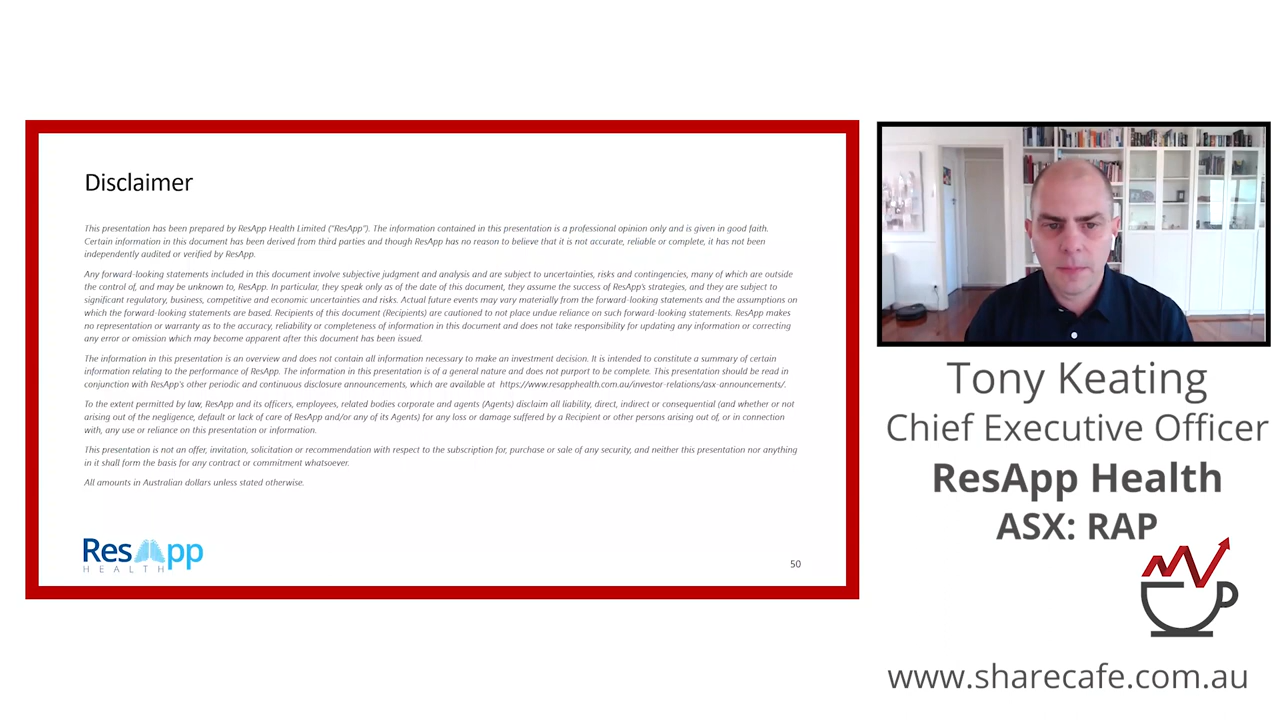 Disclaimer
This presentation has been prepared by ResApp Health Limited ("ResApp"). The information contained in this presentation is a professional opinion only and is given in good faith.
Certain information in this document has been derived from third parties and though ResApp has no reason to believe that it is not accurate, reliable or complete, it has not been
independently audited or verified by ResApp.
Any forward-looking statements included in this document involve subjective judgment and analysis and are subject to uncertainties, risks and contingencies, many of which are outside
the control of, and may be unknown to, ResApp. In particular, they speak only as of the date of this document, they assume the success of ResApp's strategies, and they are subject to
significant regulatory, business, competitive and economic uncertainties and risks. Actual future events may vary materially from the forward-looking statements and the assumptions on
which the forward-looking statements are based. Recipients of this document (Recipients) are cautioned to not place undue reliance on such forward-looking statements. ResApp makes
no representation or warranty as to the accuracy, reliability or completeness of information in this document and does not take responsibility for updating any information or correcting
any error or omission which may become apparent after this document has been issued.
The information in this presentation is an overview and does not contain all information necessary to make an investment decision. It is intended to constitute a summary of certain
information relating to the performance of ResApp. The information in this presentation is of a general nature and does not purport to be complete. This presentation should be read in
conjunction with ResApp's other periodic and continuous disclosure announcements, which are available at https://www.resapphealth.com.au/investor-relations/asx-announcements/.
To the extent permitted by law, ResApp and its officers, employees, related bodies corporate and agents (Agents) disclaim all liability, direct, indirect or consequential (and whether or not
arising out of the negligence, default or lack of care of ResApp and/or any of its Agents) for any loss or damage suffered by a Recipient or other persons arising out of, or in connection
with, any use or reliance on this presentation or information.
This presentation is not an offer, invitation, solicitation or recommendation with respect to the subscription for, purchase or sale of any security, and neither this presentation nor anything
in it shall form the basis for any contract or commitment whatsoever.
All amounts in Australian dollars unless stated otherwise.
ResApp
HEALTH
50
Tony Keating
Chief Executive Officer
ResApp Health
ASX: RAP
www.sharecafe.com.au